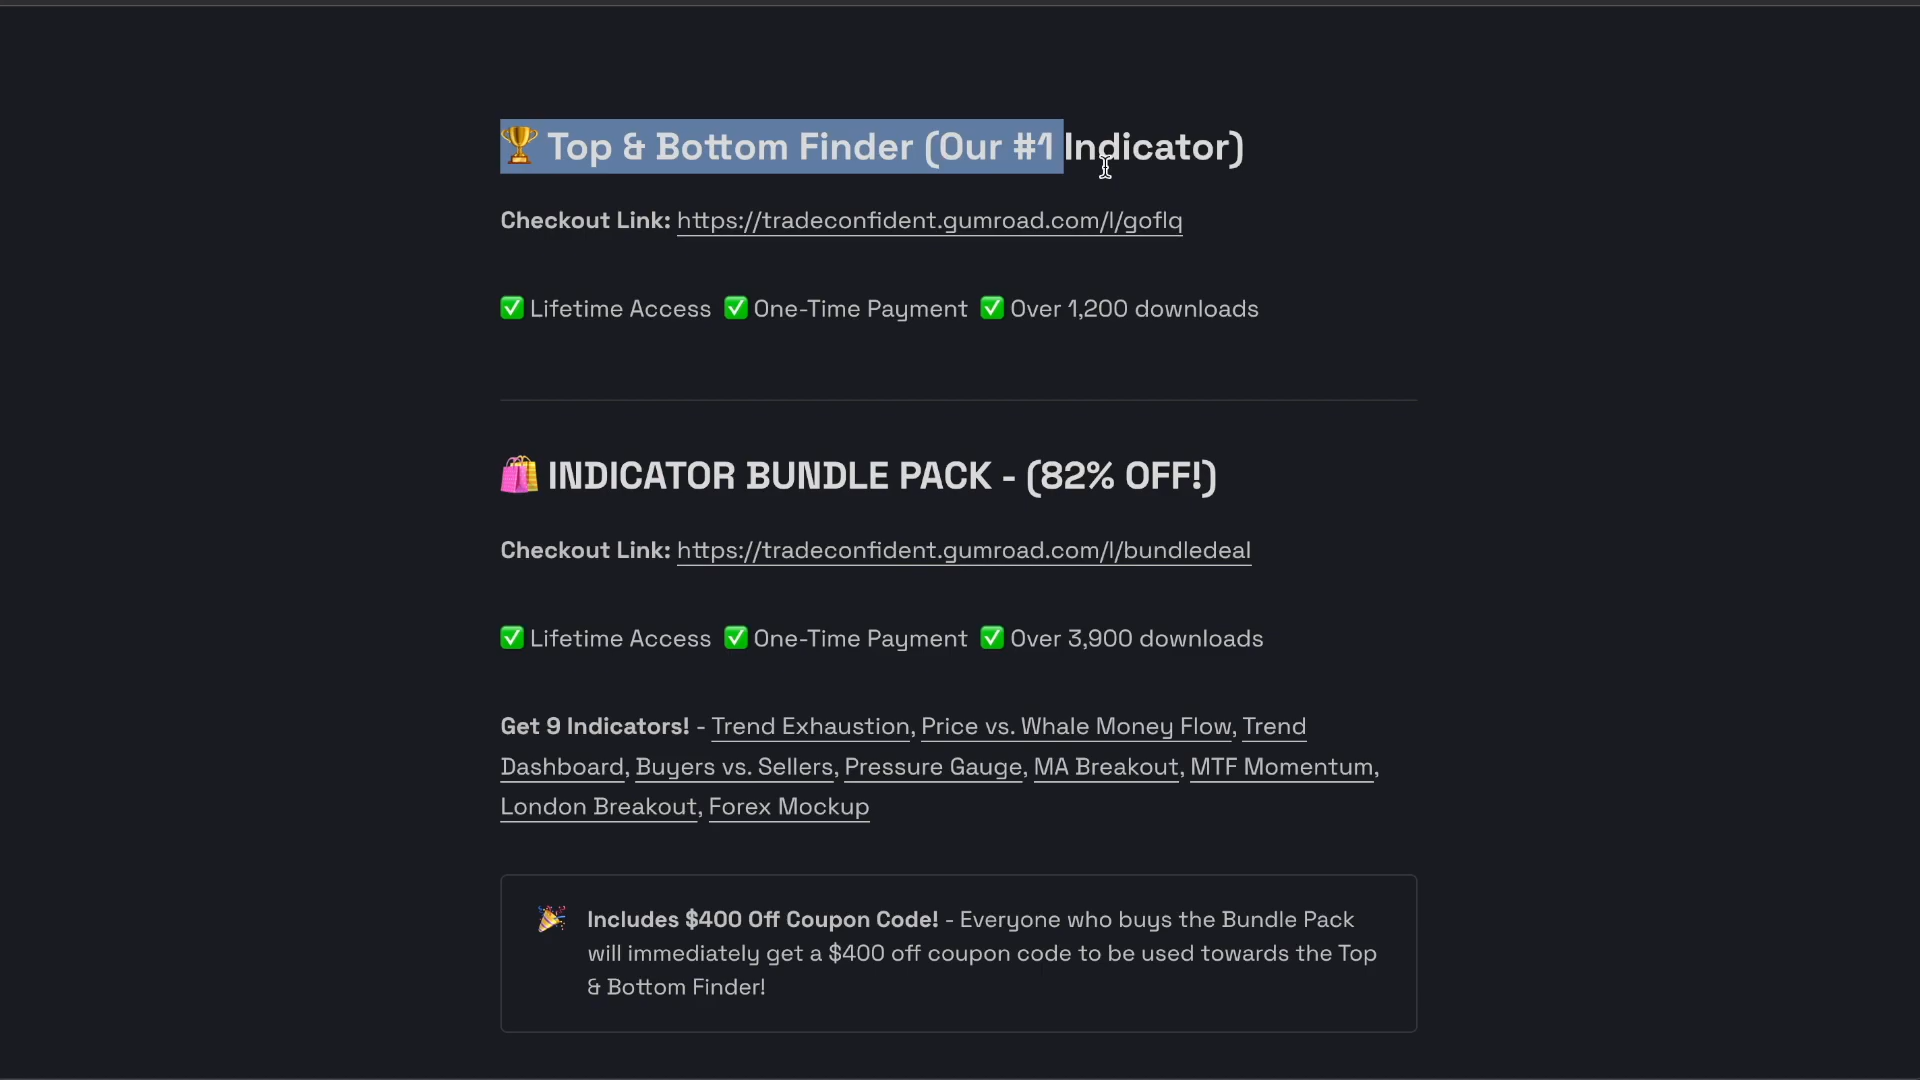 🏆 Top & Bottom Finder (Our #1 Indicator)
Checkout Link: https://tradeconfident.gumroad.com/l/goflq
✅ Lifetime Access ✅ One-Time Payment ✅ Over 1,200 downloads
🛍️ INDICATOR BUNDLE PACK - (82% OFF!)
Checkout Link: https://tradeconfident.gumroad.com/l/bundledeal
✅ Lifetime Access ✅ One-Time Payment ✅ Over 3,900 downloads
Get 9 Indicators! - Trend Exhaustion, Price vs. Whale Money Flow, Trend
Dashboard, Buyers vs. Sellers, Pressure Gauge, MA Breakout, MTF Momentum,
London Breakout, Forex Mockup
🎉 Includes $400 Off Coupon Code! - Everyone who buys the Bundle Pack
will immediately get a $400 off coupon code to be used towards the Top
& Bottom Finder!